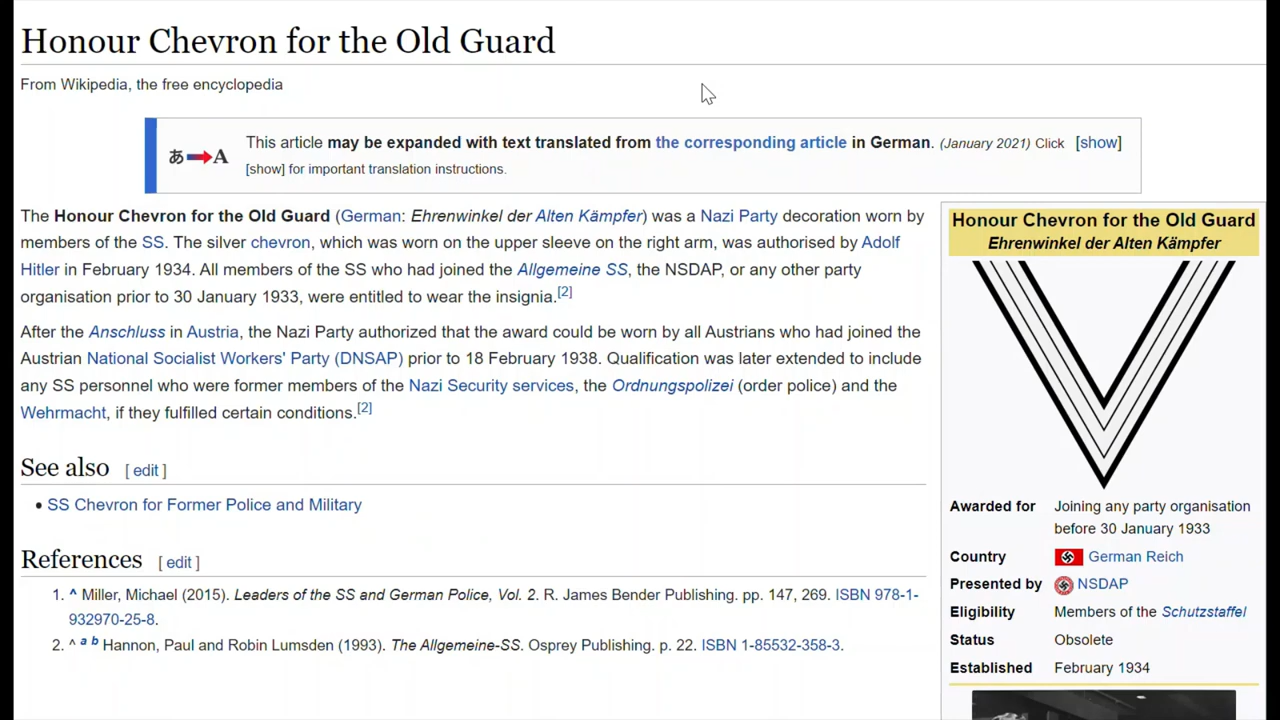 Honour Chevron for the Old Guard
From Wikipedia, the free encyclopedia
あ A
This article may be expanded with text translated from the corresponding article in German. (January 2021) Click [show]
[show] for important translation instructions.
The Honour Chevron for the Old Guard (German: Ehrenwinkel der Alten Kämpfer) was a Nazi Party decoration worn by
members of the SS. The silver chevron, which was worn on the upper sleeve on the right arm, was authorised by Adolf
Hitler in February 1934. All members of the SS who had joined the Allgemeine SS, the NSDAP, or any other party
organisation prior to 30 January 1933, were entitled to wear the insignia.[2]
After the Anschluss in Austria, the Nazi Party authorized that the award could be worn by all Austrians who had joined the
Austrian National Socialist Workers' Party (DNSAP) prior to 18 February 1938. Qualification was later extended to include
any SS personnel who were former members of the Nazi Security services, the Ordnungspolizei (order police) and the
Wehrmacht, if they fulfilled certain conditions.[2]
See also [ edit ]
• SS Chevron for Former Police and Military
References [ edit ]
1. ^ Miller, Michael (2015). Leaders of the SS and German Police, Vol. 2. R. James Bender Publishing. pp. 147, 269. ISBN 978-1-
932970-25-8.
2. ^ a b Hannon, Paul and Robin Lumsden (1993). The Allgemeine-SS. Osprey Publishing. p. 22. ISBN 1-85532-358-3.
Honour Chevron for the Old Guard
Ehrenwinkel der Alten Kämpfer
Awarded for Joining any party organisation
before 30 January 1933
Country German Reich
Presented by NSDAP
Eligibility Members of the Schutzstaffel
Status Obsolete
Established February 1934